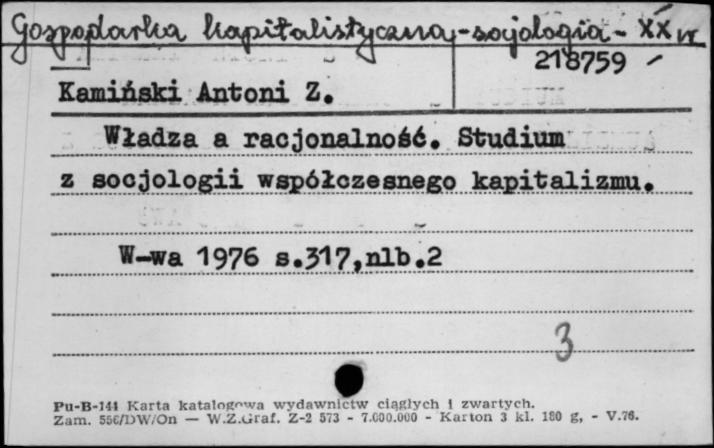 Gospodarka kapitalistyczna - socjologia - XX w
218759
Kamiński Antoni Z.
Władza a racjonalność. Studium
z socjologii współczesnego kapitalizmu.
W-wa 1976 s.317,nlb.2
3
Pu-B-144 Karta katalogowa wydawnictw ciągłych i zwartych.
Zam. 556/DW/On — W.Z.Graf. Z-2 573 - 7.000.000 - Karton 3 kl. 180 g, - V.76.